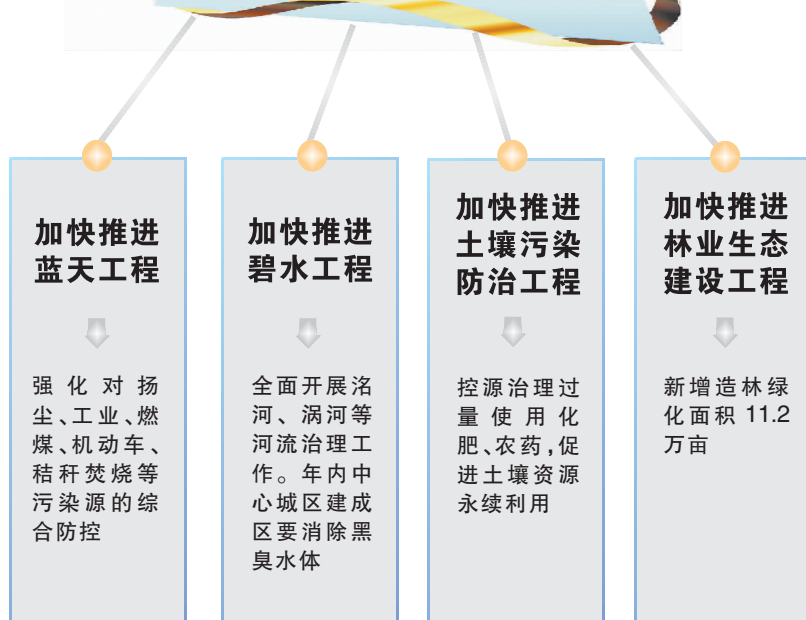 加快推进
蓝天工程
强化对扬
尘、工业、燃
煤、机动车、
秸秆焚烧等
污染源的综
合防控
加快推进
碧水工程
全面开展洺
河、涡河等
河流治理工
作。年内中
心城区建成
区要消除黑
臭水体
加快推进
土壤污染
防治工程
控源治理过
量使用化
肥、农药，促
进土壤资源
永续利用
加快推进
林业生态
建设工程
新增造林绿
化面积 11.2
万亩